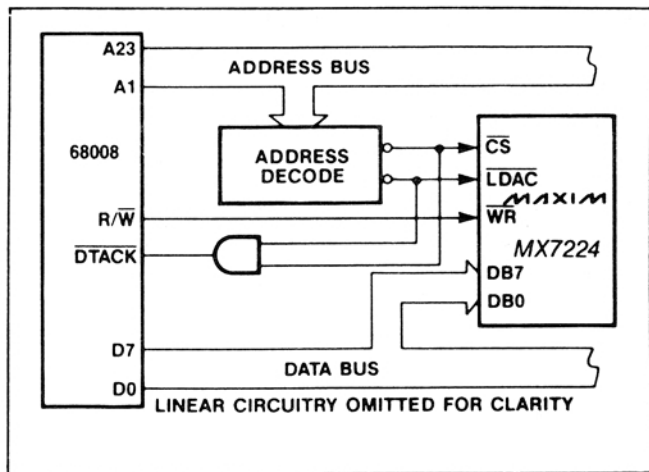 A23
ADDRESS BUS
A1
68008
ADDRESS
DECODE
CS
LDAC
MAXIM
R/W
WR
MX7224
DTACK
DB7
DB0
D7
DATA BUS
D0
LINEAR CIRCUITRY OMITTED FOR CLARITY